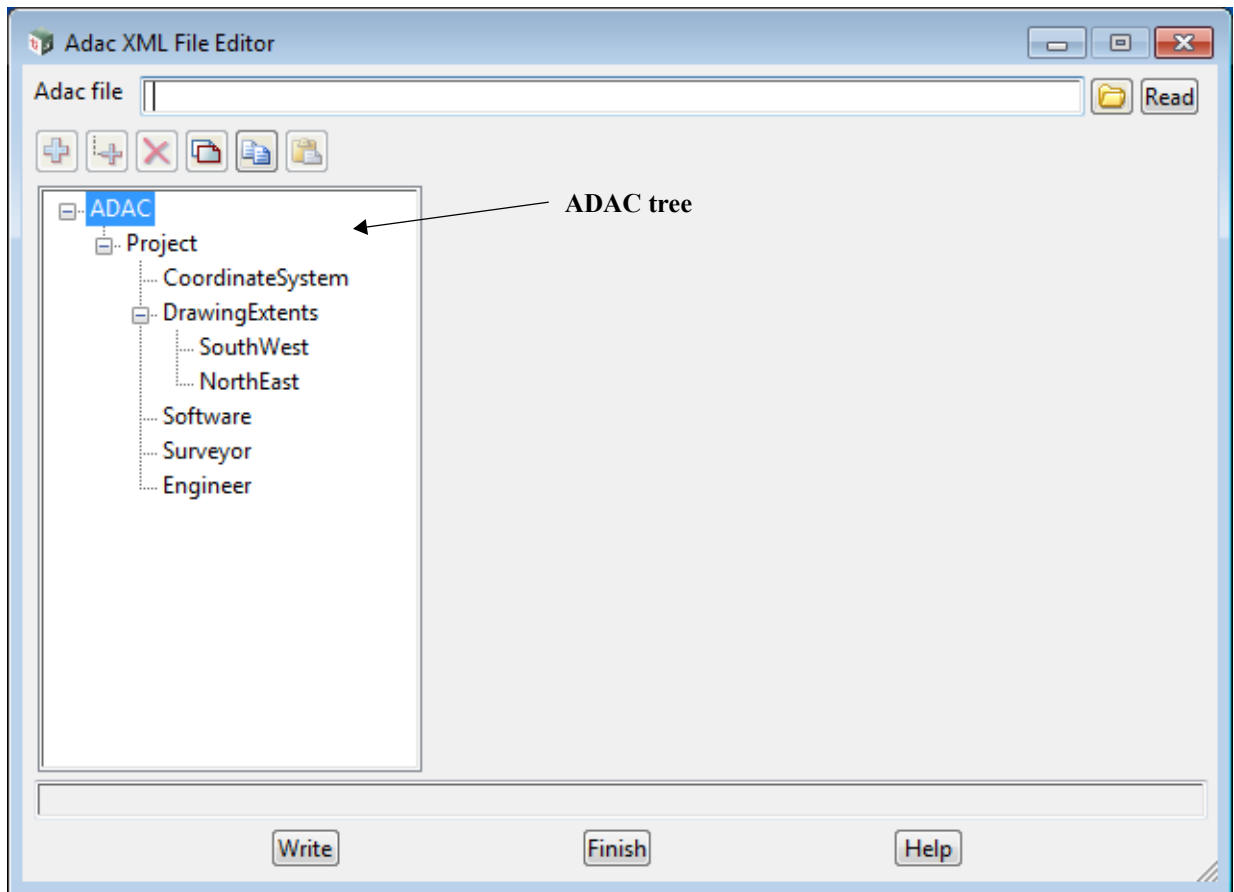 Adac XML File Editor
Adac file
Read
ADAC
ADAC tree
Project
CoordinateSystem
DrawingExtents
SouthWest
NorthEast
Software
Surveyor
Engineer
Write
Finish
Help